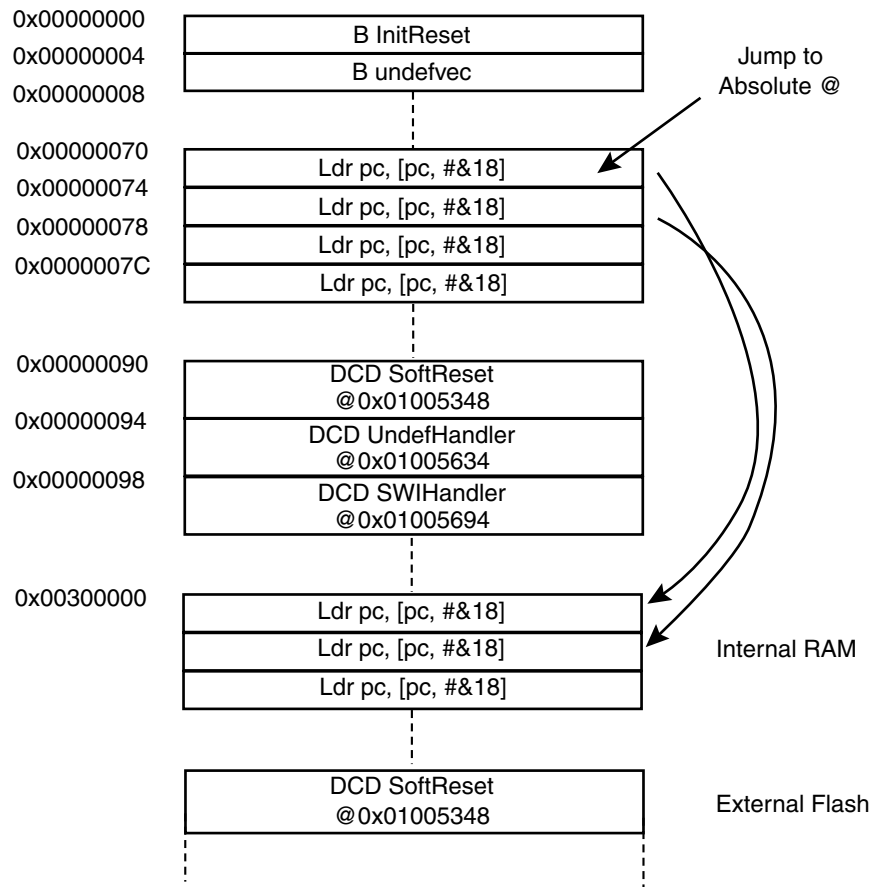 0x00000000
B InitReset
0x00000004
B undefvec
0x00000008
Jump to
Absolute @
0x00000070
Ldr pc, [pc, #&18]
0x00000074
Ldr pc, [pc, #&18]
0x00000078
Ldr pc, [pc, #&18]
0x0000007C
Ldr pc, [pc, #&18]
0x00000090
DCD SoftReset
@0x01005348
0x00000094
DCD UndefHandler
@0x01005634
0x00000098
DCD SWIHandler
@0x01005694
0x00300000
Ldr pc, [pc, #&18]
Ldr pc, [pc, #&18]
Internal RAM
Ldr pc, [pc, #&18]
DCD SoftReset
@0x01005348
External Flash